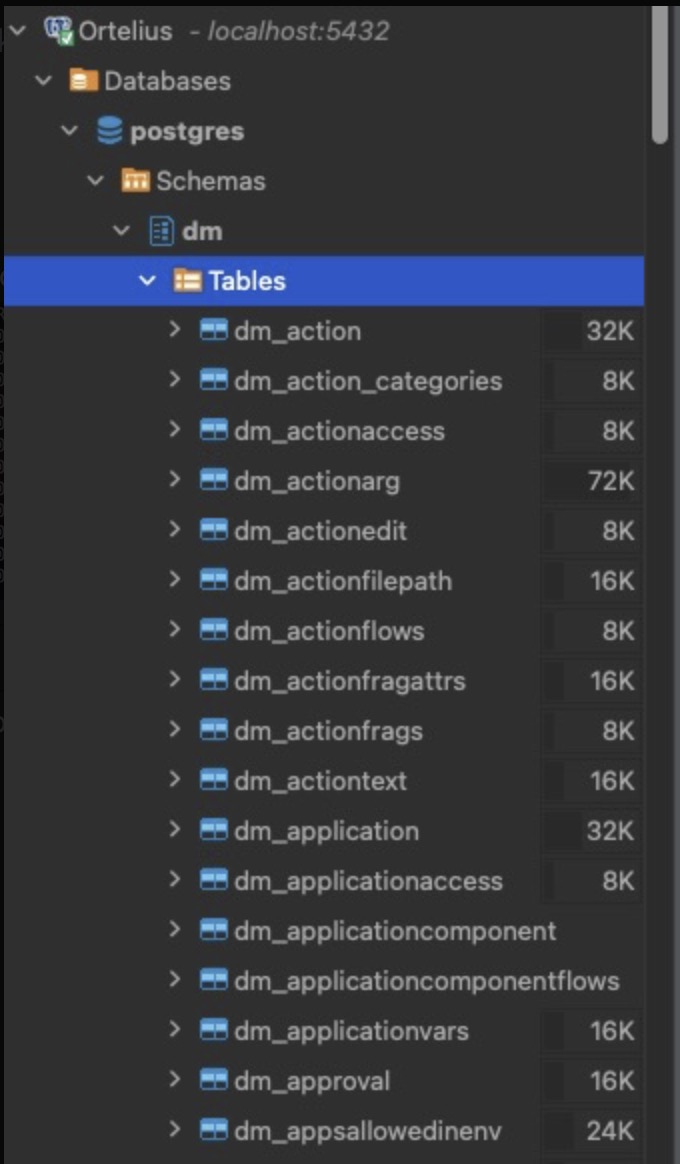 Ortelius - localhost:5432
Databases
postgres
Schemas
dm
Tables
dm_action 32K
dm_action_categories 8K
dm_actionaccess 8K
dm_actionarg 72K
dm_actionedit 8K
dm_actionfilepath 16K
dm_actionflows 8K
dm_actionfragattrs 16K
dm_actionfrags 8K
dm_actiontext 16K
dm_application 32K
dm_applicationaccess 8K
dm_applicationcomponent
dm_applicationcomponentflows
dm_applicationvars 16K
dm_approval 16K
dm_appsallowedinenv 24K